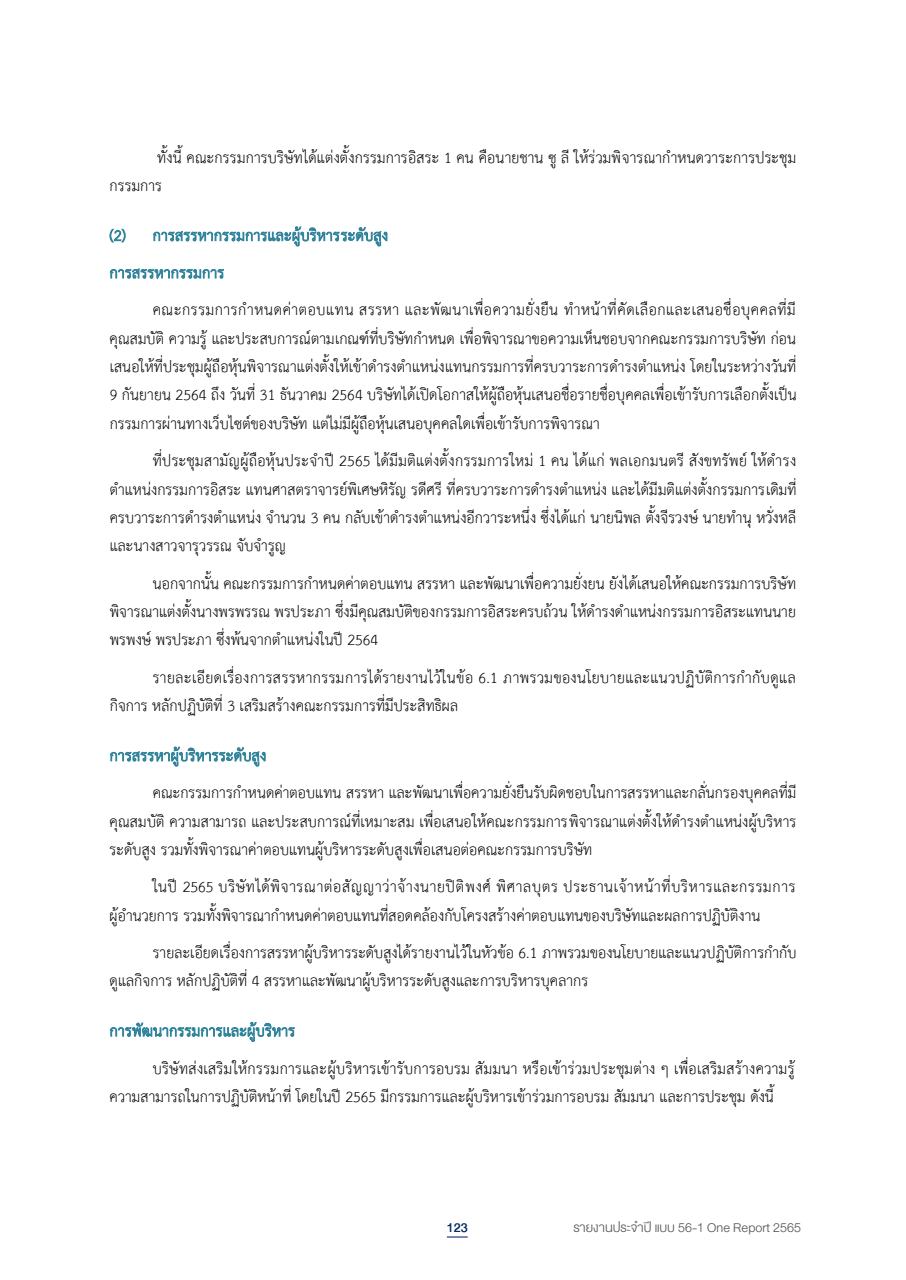 ทั้งนี้ คณะกรรมการบริษัทได้แต่งตั้งกรรมการอิสระ 1 คน คือนายชาน ชู ลี ให้ร่วมพิจารณากำหนดวาระการประชุม
กรรมการ
(2) การสรรหากรรมการและผู้บริหารระดับสูง
การสรรหากรรมการ
คณะกรรมการกำหนดค่าตอบแทน สรรหา และพัฒนาเพื่อความยั่งยืน ทำหน้าที่คัดเลือกและเสนอชื่อบุคคลที่มี
คุณสมบัติ ความรู้ และประสบการณ์ตามเกณฑ์ที่บริษัทกำหนด เพื่อพิจารณาขอความเห็นชอบจากคณะกรรมการบริษัท ก่อน
เสนอให้ที่ประชุมผู้ถือหุ้นพิจารณาแต่งตั้งให้เข้าดำรงตำแหน่งแทนกรรมการที่ครบวาระการดำรงตำแหน่ง โดยในระหว่างวันที่
9 กันยายน 2564 ถึง วันที่ 31 ธันวาคม 2564 บริษัทได้เปิดโอกาสให้ผู้ถือหุ้นเสนอชื่อรายชื่อบุคคลเพื่อเข้ารับการเลือกตั้งเป็น
กรรมการผ่านทางเว็บไซต์ของบริษัท แต่ไม่มีผู้ถือหุ้นเสนอบุคคลใดเพื่อเข้ารับการพิจารณา
ที่ประชุมสามัญผู้ถือหุ้นประจำปี 2565 ได้มีมติแต่งตั้งกรรมการใหม่ 1 คน ได้แก่ พลเอกมนตรี สังขทรัพย์ ให้ดำรง
ตำแหน่งกรรมการอิสระ แทนศาสตราจารย์พิเศษหิรัญ รดีศรี ที่ครบวาระการดำรงตำแหน่ง และได้มีมติแต่งตั้งกรรมการเดิมที่
ครบวาระการดำรงตำแหน่ง จำนวน 3 คน กลับเข้าดำรงตำแหน่งอีกวาระหนึ่ง ซึ่งได้แก่ นายนิพล ตั้งจีรวงษ์ นายทำนุ หวั่งหลี
และนางสาวจารุวรรณ จับจำรูญ
นอกจากนั้น คณะกรรมการกำหนดค่าตอบแทน สรรหา และพัฒนาเพื่อความยั่งยน ยังได้เสนอให้คณะกรรมการบริษัท
พิจารณาแต่งตั้งนางพรพรรณ พรประภา ซึ่งมีคุณสมบัติของกรรมการอิสระครบถ้วน ให้ดำรงตำแหน่งกรรมการอิสระแทนนาย
พรพงษ์ พรประภา ซึ่งพ้นจากตำแหน่งในปี 2564
รายละเอียดเรื่องการสรรหากรรมการได้รายงานไว้ในข้อ 6.1 ภาพรวมของนโยบายและแนวปฏิบัติการกำกับดูแล
กิจการ หลักปฏิบัติที่ 3 เสริมสร้างคณะกรรมการที่มีประสิทธิผล
การสรรหาผู้บริหารระดับสูง
คณะกรรมการกำหนดค่าตอบแทน สรรหา และพัฒนาเพื่อความยั่งยืนรับผิดชอบในการสรรหาและกลั่นกรองบุคคลที่มี
คุณสมบัติ ความสามารถ และประสบการณ์ที่เหมาะสม เพื่อเสนอให้คณะกรรมการพิจารณาแต่งตั้งให้ดำรงตำแหน่งผู้บริหาร
ระดับสูง รวมทั้งพิจารณาค่าตอบแทนผู้บริหารระดับสูงเพื่อเสนอต่อคณะกรรมการบริษัท
ในปี 2565 บริษัทได้พิจารณาต่อสัญญาว่าจ้างนายปิติพงศ์ พิศาลบุตร ประธานเจ้าหน้าที่บริหารและกรรมการ
ผู้อำนวยการ รวมทั้งพิจารณากำหนดค่าตอบแทนที่สอดคล้องกับโครงสร้างค่าตอบแทนของบริษัทและผลการปฏิบัติงาน
รายละเอียดเรื่องการสรรหาผู้บริหารระดับสูงได้รายงานไว้ในหัวข้อ 6.1 ภาพรวมของนโยบายและแนวปฏิบัติการกำกับ
ดูแลกิจการ หลักปฏิบัติที่ 4 สรรหาและพัฒนาผู้บริหารระดับสูงและการบริหารบุคลากร
การพัฒนากรรมการและผู้บริหาร
บริษัทส่งเสริมให้กรรมการและผู้บริหารเข้ารับการอบรม สัมมนา หรือเข้าร่วมประชุมต่าง ๆ เพื่อเสริมสร้างความรู้
ความสามารถในการปฏิบัติหน้าที่ โดยในปี 2565 มีกรรมการและผู้บริหารเข้าร่วมการอบรม สัมมนา และการประชุม ดังนี้
123 รายงานประจำปี แบบ 56-1 One Report 2565